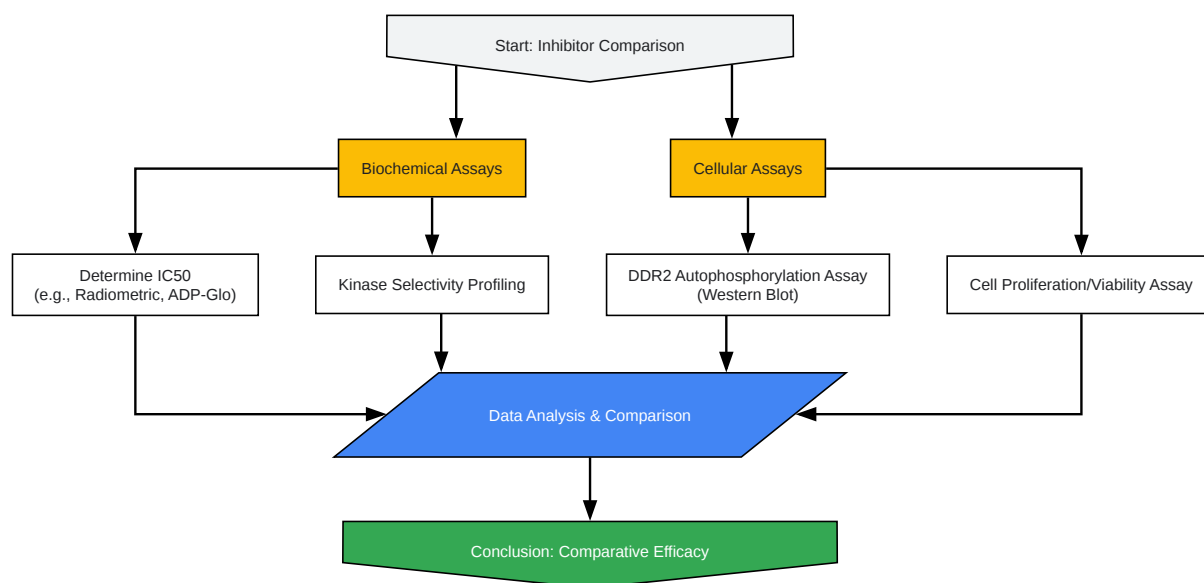 Start: Inhibitor Comparison
Biochemical Assays
Cellular Assays
Determine IC50
(e.g., Radiometric, ADP-Glo)
Kinase Selectivity Profiling
DDR2 Autophosphorylation Assay
(Western Blot)
Cell Proliferation/Viability Assay
Data Analysis & Comparison
Conclusion: Comparative Efficacy